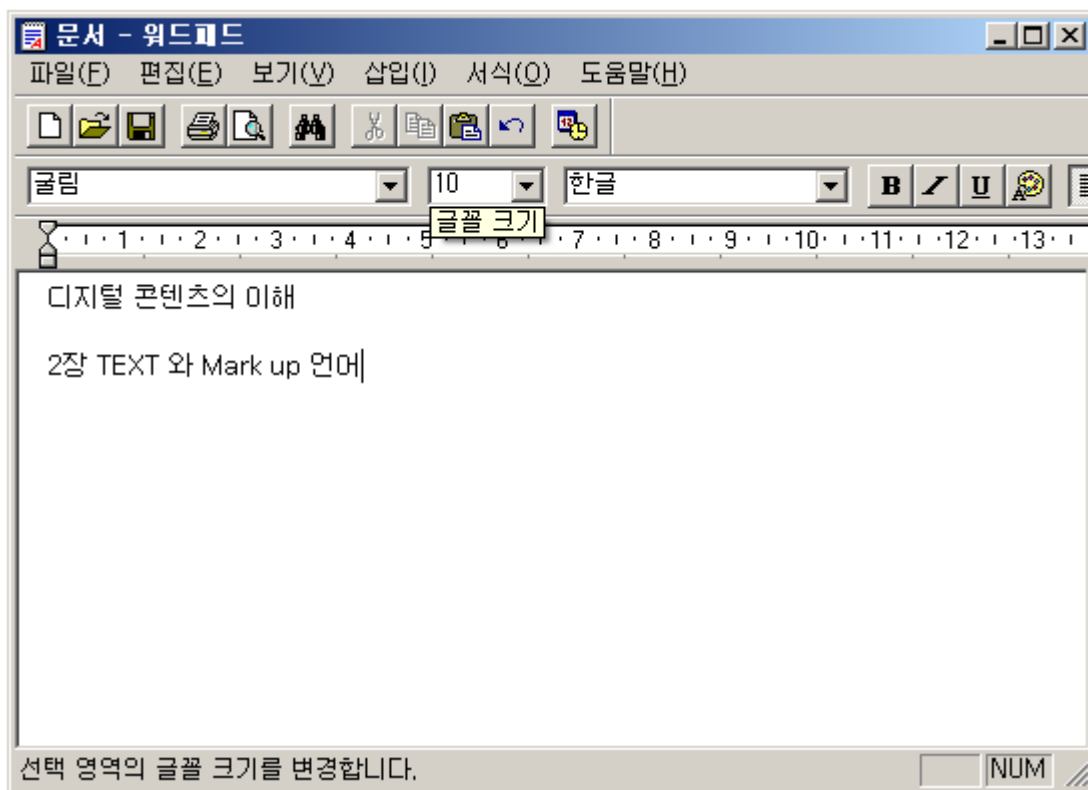 문서 - 워드패드
파일(F) 편집(E) 보기(V) 삽입(I) 서식(O) 도움말(H)
굴림 10 한글 B I U
글꼴 크기
1 2 3 4 5 6 7 8 9 10 11 12 13
디지털 콘텐츠의 이해
2장 TEXT 와 Mark up 언어
선택 영역의 글꼴 크기를 변경합니다. NUM